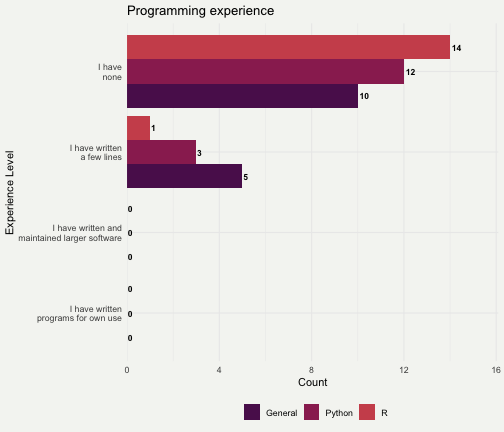 Programming experience
Experience Level
I have
none
14
12
10
I have written
a few lines
1
3
5
I have written and
maintained larger software
0
0
0
I have written
programs for own use
0
0
0
0 4 8 12 16
Count
General Python R